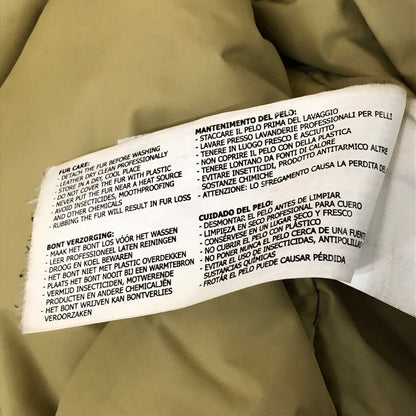 FUR CARE:
- DETACH THE FUR BEFORE WASHING
- LEATHER DRY CLEAN PROFESSIONALLY
- STORE IN A DRY, COOL PLACE
- DO NOT COVER THE FUR WITH PLASTIC
- NEVER PUT THE FUR NEAR A HEAT SOURCE
- AVOID INSECTICIDES, MOOTHPROOFING
AND OTHER CHEMICALS
- RUBBING THE FUR WILL RESULT IN FUR LOSS
BONT VERZORGING:
- MAAK HET BONT LOS VÓÓR HET WASSEN
- LEER PROFESSIONEEL LATEN REINIGEN
- DROOG EN KOEL BEWAREN
- HET BONT NIET MET PLASTIC OVERDEKKEN
- PLAATS HET BONT NOOIT BIJ EEN WARMTEBRON
- VERMIJD INSECTICIDEN, MOTWERENDE
PRODUCTEN EN ANDERE CHEMICALIËN
- HET BONT WRIJVEN KAN BONTVERLIES
VEROORZAKEN
MANTENIMENTO DEL PELO:
- STACCARE IL PELO PRIMA DEL LAVAGGIO
- LAVARE PRESSO LAVANDERIE PROFESSIONALI PER PELLI
- TENERE IN LUOGO FRESCO E ASCIUTTO
- NON COPRIRE IL PELO CON DELLA PLASTICA
- TENERE LONTANO DA FONTI DI CALORE
- EVITARE INSETTICIDI, PRODOTTO ANTITARMICO ALTRE
SOSTANZE CHIMICHE
- ATTENZIONE: LO SFREGAMENTO CAUSA LA PERDITA DE
CUIDADO DEL PELO:
- DESMONTAR EL PELO ANTES DE LIMPIAR
- LIMPIEZA EN SECO PROFESIONAL PARA CUERO
- CONSÉRVESE EN UN LUGAR SECO Y FRESCO
- NO CUBRIR EL PELO CON PLÁSTICO
- NO PONER NUNCA EL PELO CERCA DE UNA FUENT
- EVITAR EL USO DE INSECTICIDAS, ANTIPOLILLAS
SUSTANCIAS QUÍMICAS
- FROTAR EL PELO PUEDE CAUSAR PÉRDIDA